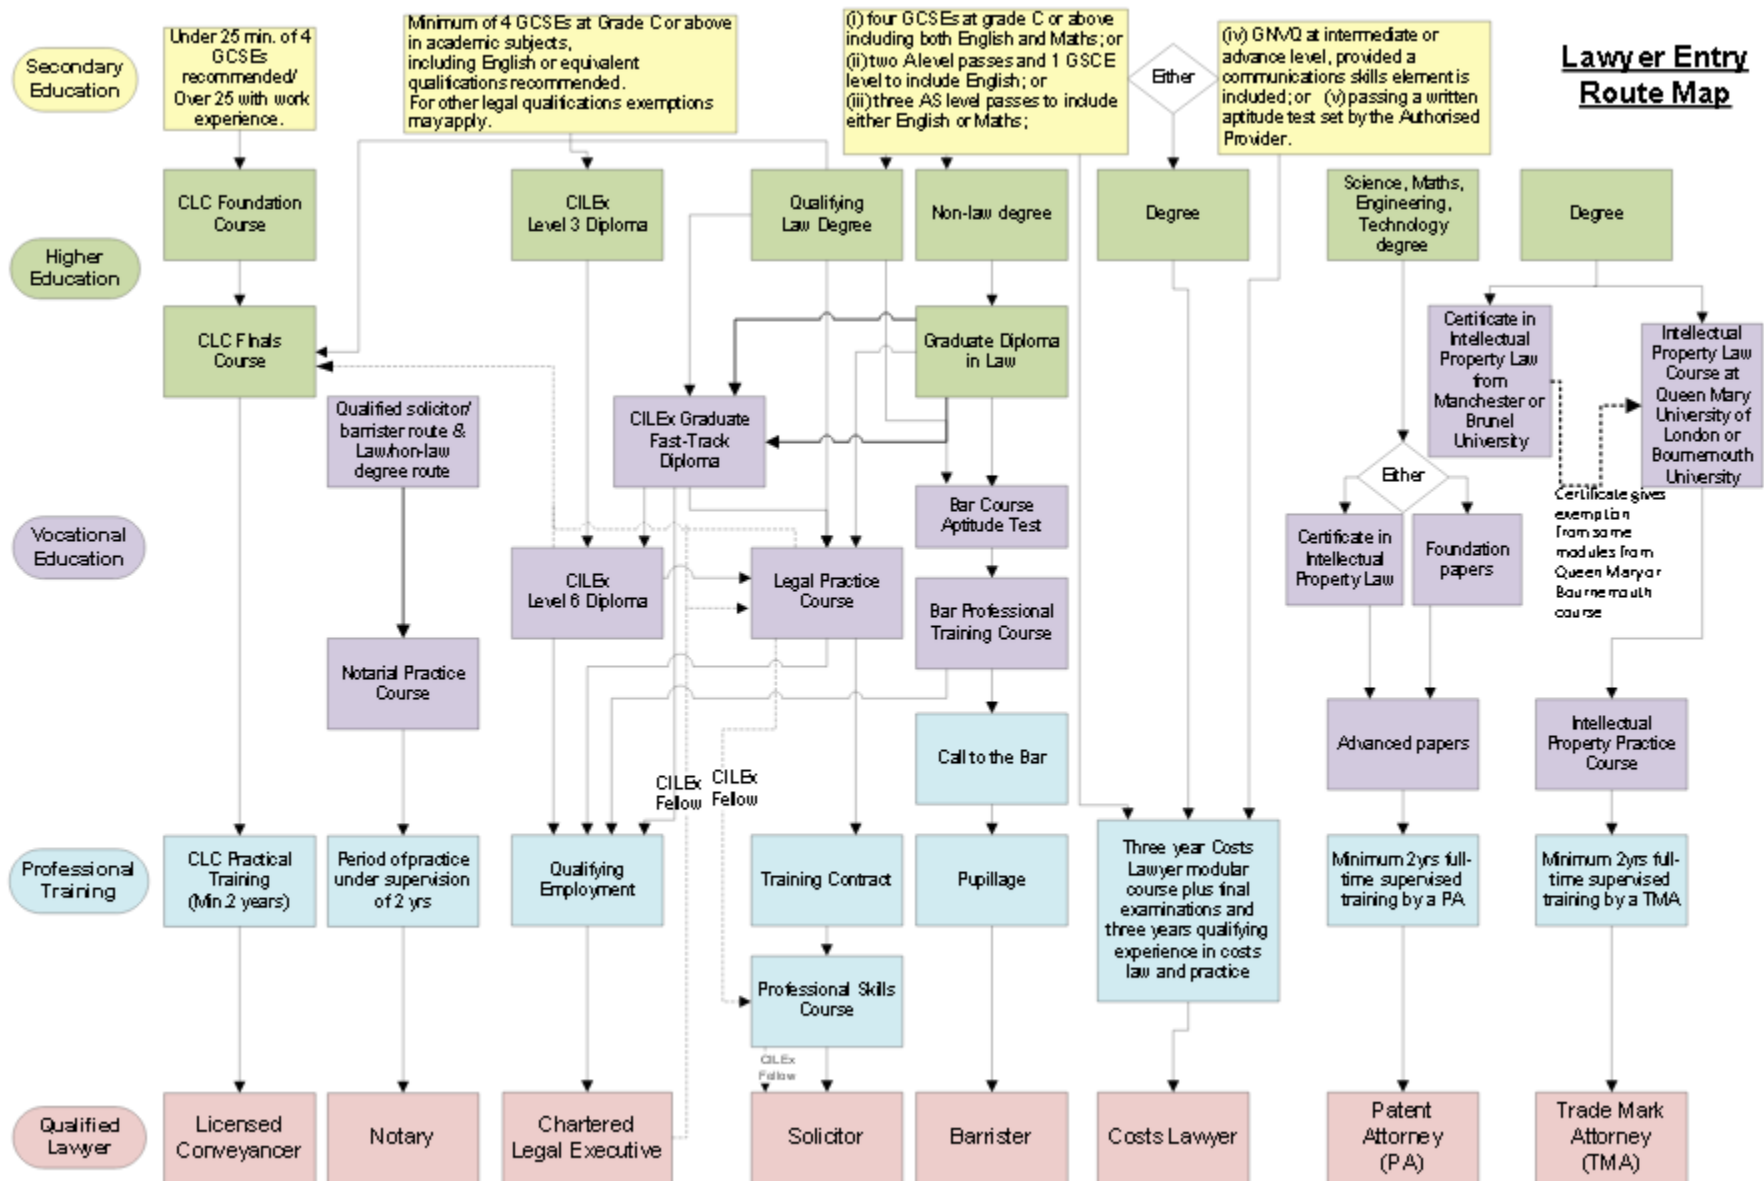 Lawyer Entry
Route Map
Secondary
Education
Under 25 min. of 4
GCSEs
recommended/
Over 25 with work
experience.
Minimum of 4 GCSEs at Grade C or above
in academic subjects,
including English or equivalent
qualifications recommended.
For other legal qualifications exemptions
may apply.
(i) four GCSEs at grade C or above
including both English and Maths; or
(ii) two A level passes and 1 GSCE
level to include English; or
(iii) three AS level passes to include
either English or Maths;
Either
(iv) GNVQ at intermediate or
advance level, provided a
communications skills element is
included; or (v) passing a written
aptitude test set by the Authorised
Provider.
Higher
Education
CLC Foundation
Course
CILEx
Level 3 Diploma
Qualifying
Law Degree
Non-law degree
Degree
Science, Maths,
Engineering,
Technology
degree
Degree
CLC Finals
Course
Graduate Diploma
in Law
Certificate in
Intellectual
Property Law
from
Manchester or
Brunel
University
Intellectual
Property Law
Course at
Queen Mary
University of
London or
Bournemouth
University
Qualified solicitor/
barrister route &
Law/non-law
degree route
CILEx Graduate
Fast-Track
Diploma
Either
Vocational
Education
Bar Course
Aptitude Test
Certificate gives
exemption
from some
modules from
Queen Mary or
Bournemouth
course
CILEx
Level 6 Diploma
Legal Practice
Course
Certificate in
Intellectual
Property Law
Foundation
papers
Bar Professional
Training Course
Notarial Practice
Course
Call to the Bar
Advanced papers
Intellectual
Property Practice
Course
CILEx
Fellow
CILEx
Fellow
Professional
Training
CLC Practical
Training
(Min.2 years)
Period of practice
under supervision
of 2 yrs
Qualifying
Employment
Training Contract
Pupillage
Three year Costs
Lawyer modular
course plus final
examinations and
three years qualifying
experience in costs
law and practice
Minimum 2yrs full-
time supervised
training by a PA
Minimum 2yrs full-
time supervised
training by a TMA
Professional Skills
Course
CILEx
Fellow
Qualified
Lawyer
Licensed
Conveyancer
Notary
Chartered
Legal Executive
Solicitor
Barrister
Costs Lawyer
Patent
Attorney
(PA)
Trade Mark
Attorney
(TMA)